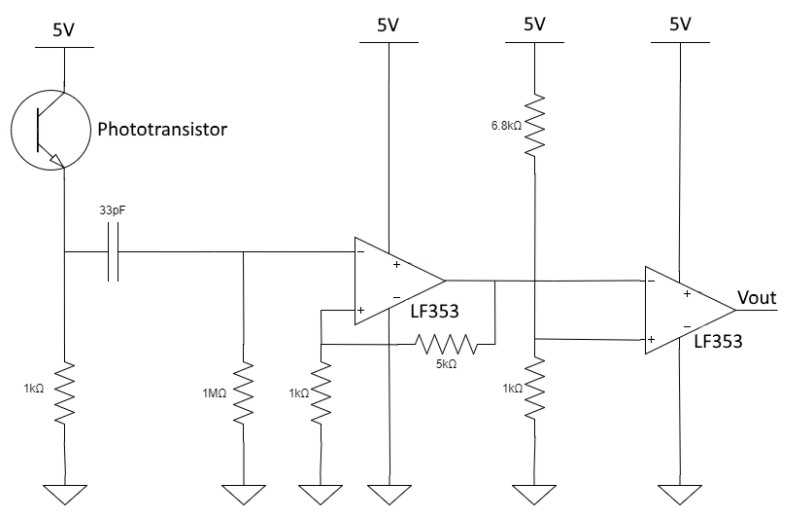 5V
5V
5V
5V
Phototransistor
6.8kΩ
33pF
−
+
−
+
LF353
−
+
−
+
Vout
LF353
5kΩ
1kΩ
1MΩ
1kΩ
1kΩ